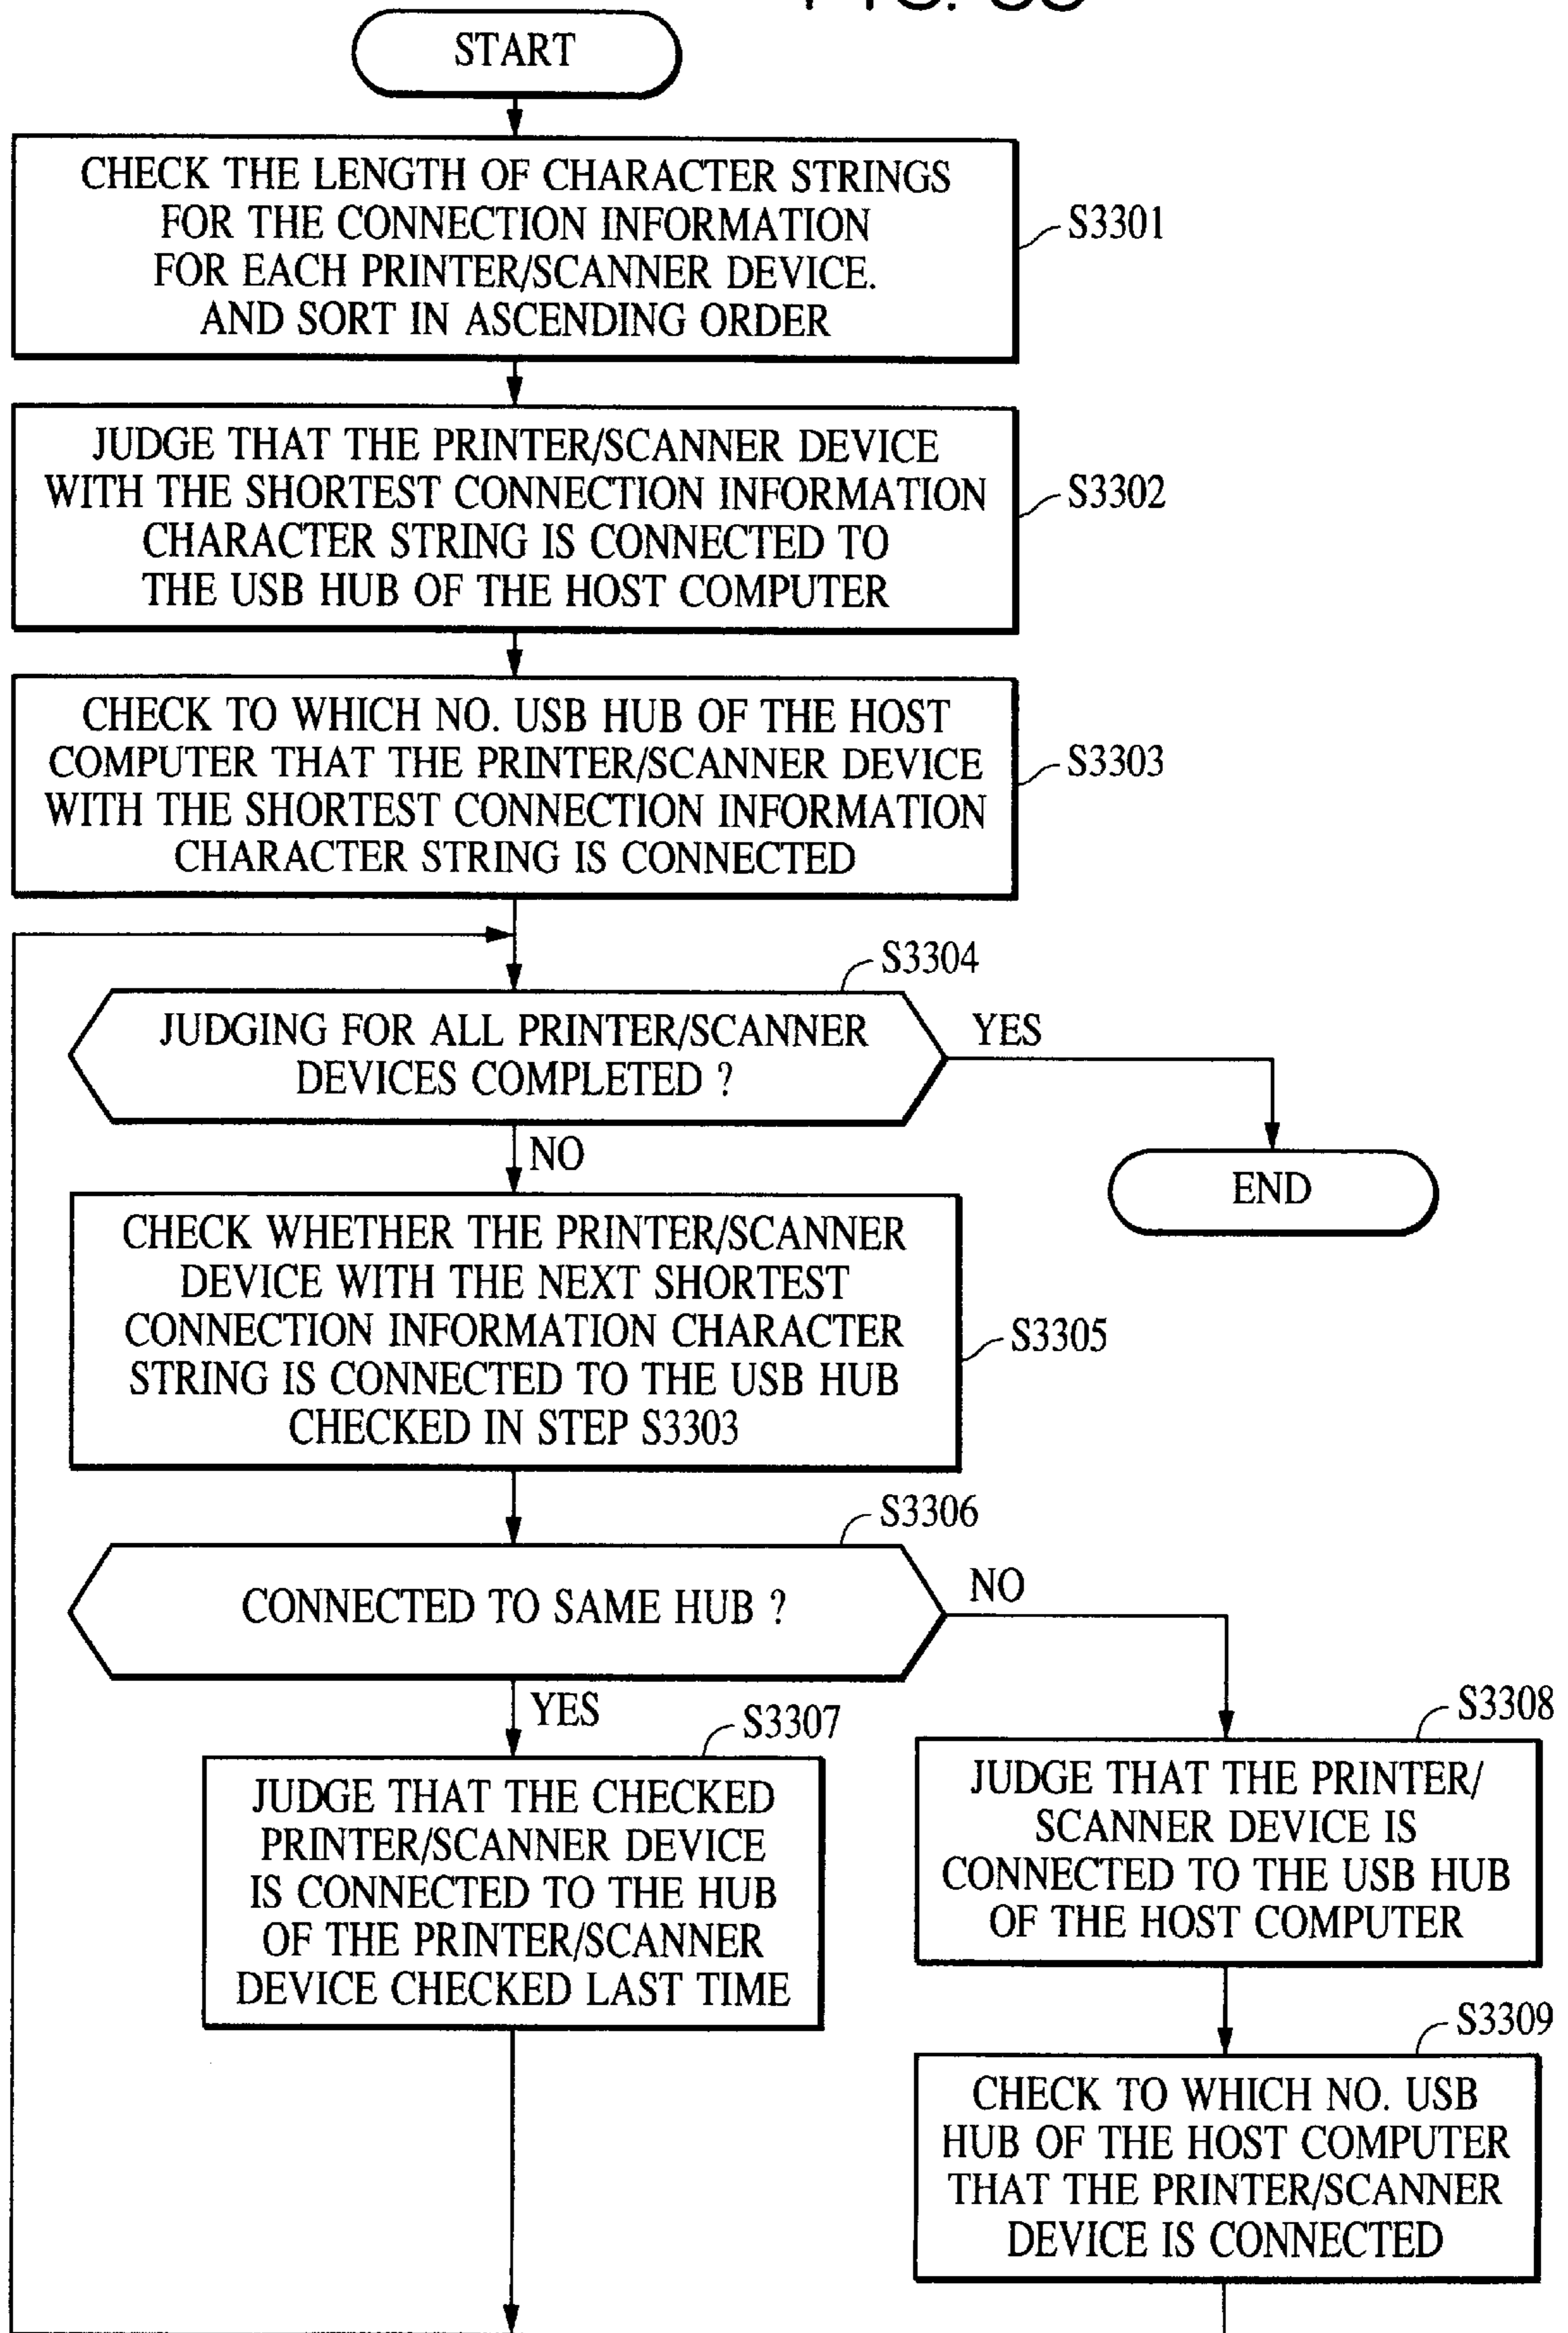 START
CHECK THE LENGTH OF CHARACTER STRINGS
FOR THE CONNECTION INFORMATION
FOR EACH PRINTER/SCANNER DEVICE.
AND SORT IN ASCENDING ORDER
S3301
JUDGE THAT THE PRINTER/SCANNER DEVICE
WITH THE SHORTEST CONNECTION INFORMATION
CHARACTER STRING IS CONNECTED TO
THE USB HUB OF THE HOST COMPUTER
S3302
CHECK TO WHICH NO. USB HUB OF THE HOST
COMPUTER THAT THE PRINTER/SCANNER DEVICE
WITH THE SHORTEST CONNECTION INFORMATION
CHARACTER STRING IS CONNECTED
S3303
S3304
JUDGING FOR ALL PRINTER/SCANNER
DEVICES COMPLETED ?
YES
NO
END
CHECK WHETHER THE PRINTER/SCANNER
DEVICE WITH THE NEXT SHORTEST
CONNECTION INFORMATION CHARACTER
STRING IS CONNECTED TO THE USB HUB
CHECKED IN STEP S3303
S3305
S3306
CONNECTED TO SAME HUB ?
NO
YES
S3307
JUDGE THAT THE CHECKED
PRINTER/SCANNER DEVICE
IS CONNECTED TO THE HUB
OF THE PRINTER/SCANNER
DEVICE CHECKED LAST TIME
S3308
JUDGE THAT THE PRINTER/
SCANNER DEVICE IS
CONNECTED TO THE USB HUB
OF THE HOST COMPUTER
S3309
CHECK TO WHICH NO. USB
HUB OF THE HOST COMPUTER
THAT THE PRINTER/SCANNER
DEVICE IS CONNECTED